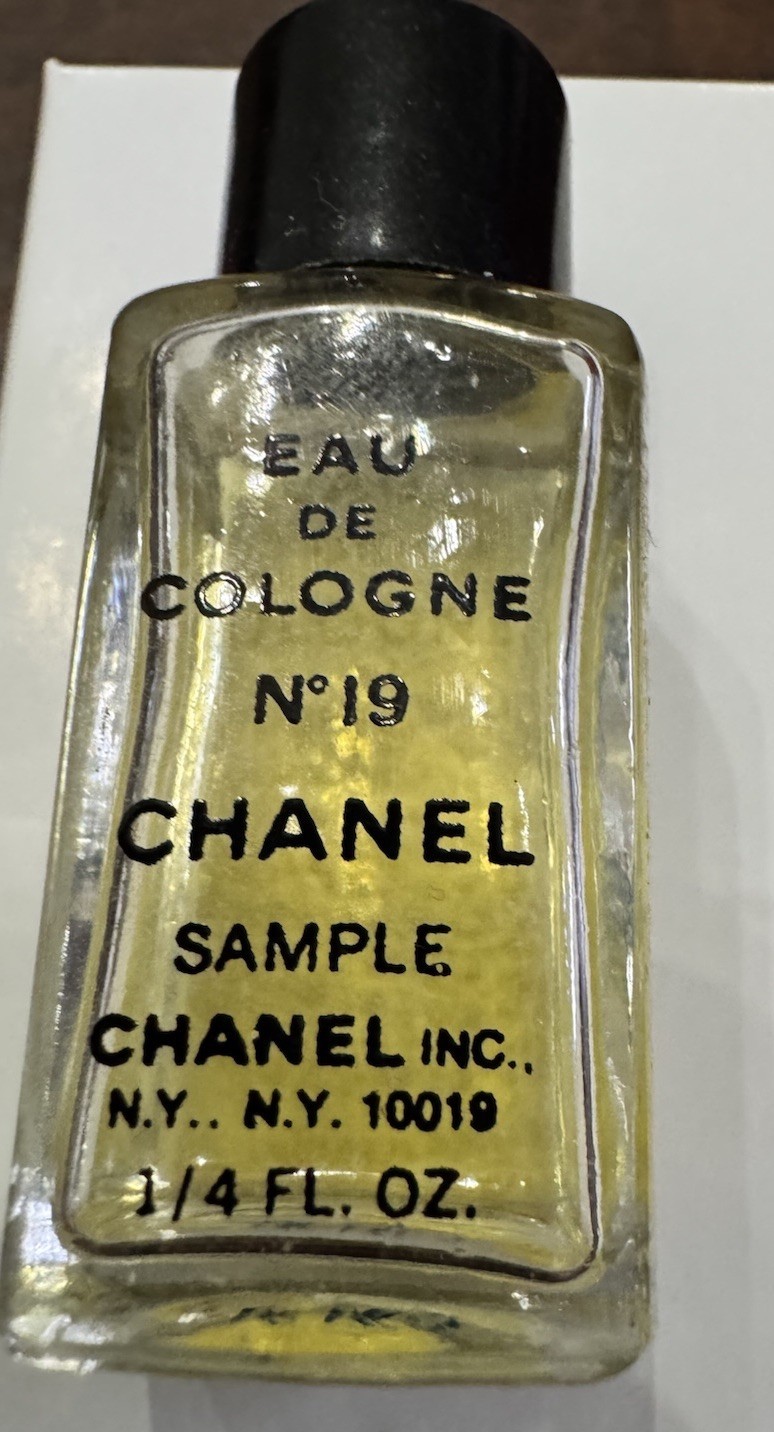 EAU
DE
COLOGNE
N°19
CHANEL
SAMPLE
CHANEL INC.,
N.Y.. N.Y. 10019
1/4 FL. OZ.